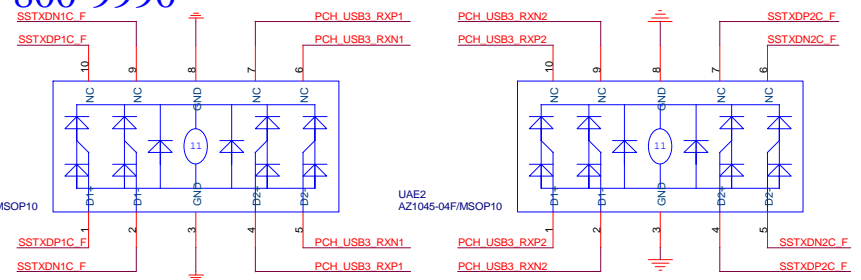 SSTXDN1C_F PCH_USB3_RXP1 PCH_USB3_RXN2 SSTXDP2C_F
SSTXDP1C_F PCH_USB3_RXN1 PCH_USB3_RXP2 SSTXDN2C_F
10 9 8 7 6 10 9 8 7 6
NC NC GND NC NC NC NC GND NC NC
11 11
D1+ D1- GND D2+ D2- D1+ D1- GND D2+ D2-
UAE2
MSOP10 AZ1045-04F/MSOP10
1 2 3 4 5 1 2 3 4 5
SSTXDP1C_F PCH_USB3_RXN1 PCH_USB3_RXP2 SSTXDN2C_F
SSTXDN1C_F PCH_USB3_RXP1 PCH_USB3_RXN2 SSTXDP2C_F